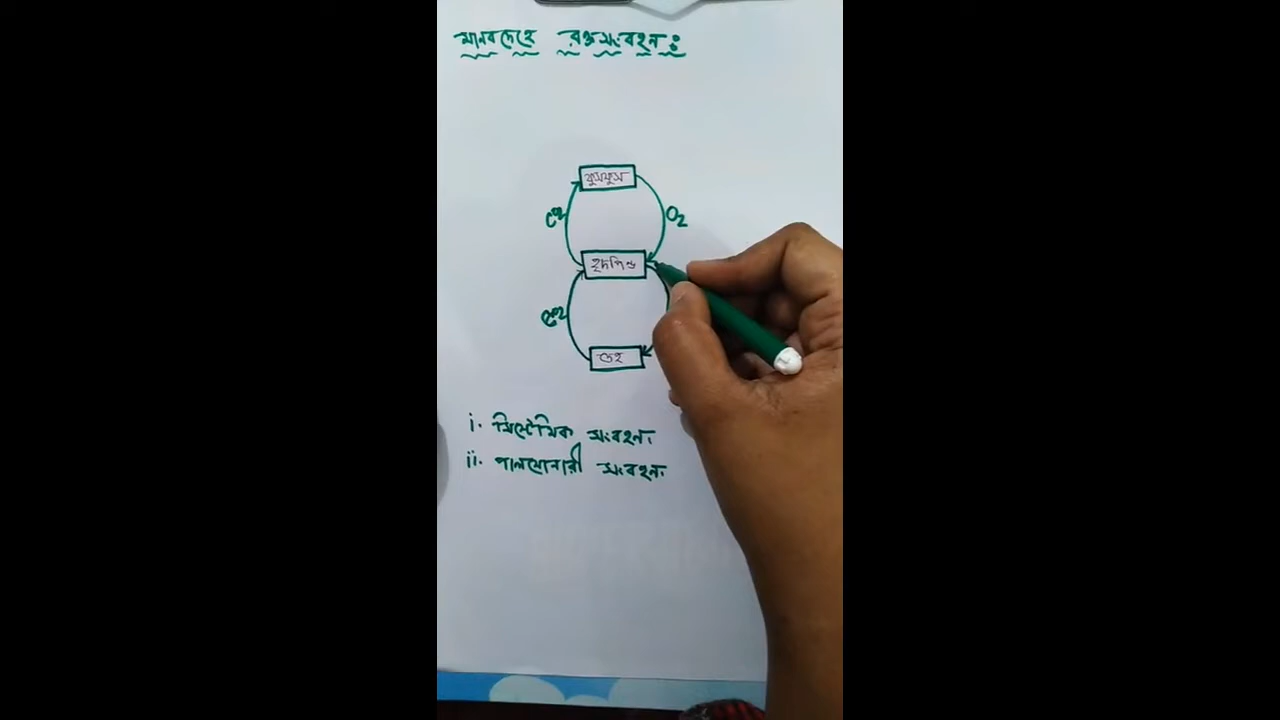 মানবদেহে রক্তসংবহন :
ফুসফুস
CO2
O2
হৃদপিন্ড
CO2
দেহ
i. সিস্টেমিক সংবহন।
ii. পালমোনারী সংবহন।